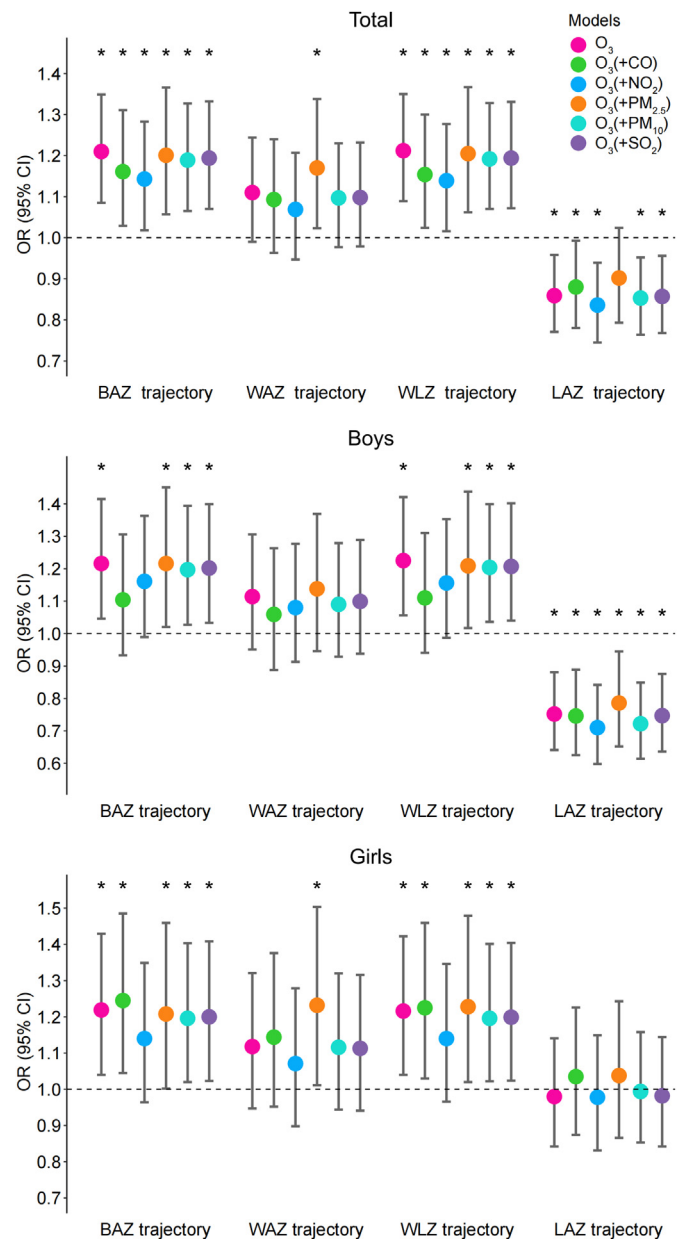 Total
Models
O3
O3(+CO)
O3(+NO2)
O3(+PM2.5)
O3(+PM10)
O3(+SO2)
* * * * * * * * * * * * *
1.4
1.3
1.2
1.1
1.0
0.9
0.8
0.7
OR (95% CI)
* * * * *
BAZ trajectory WAZ trajectory WLZ trajectory LAZ trajectory
Boys
* * * * * * * *
1.4
1.3
1.2
1.1
1.0
0.9
0.8
0.7
0.6
OR (95% CI)
* * * * * *
BAZ trajectory WAZ trajectory WLZ trajectory LAZ trajectory
Girls
* * * * * * * * * * *
1.5
1.4
1.3
1.2
1.1
1.0
0.9
0.8
0.7
OR (95% CI)
BAZ trajectory WAZ trajectory WLZ trajectory LAZ trajectory